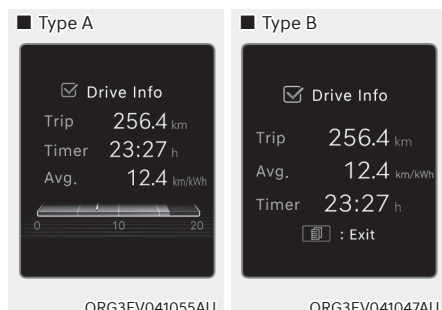 ■ Type A
Drive Info
Trip 256.4 km
Timer 23:27 h
Avg. 12.4 km/kWh
0 10 20
ORG3EV041055AU
■ Type B
Drive Info
Trip 256.4 km
Avg. 12.4 km/kWh
Timer 23:27 h
: Exit
ORG3EV041047AU